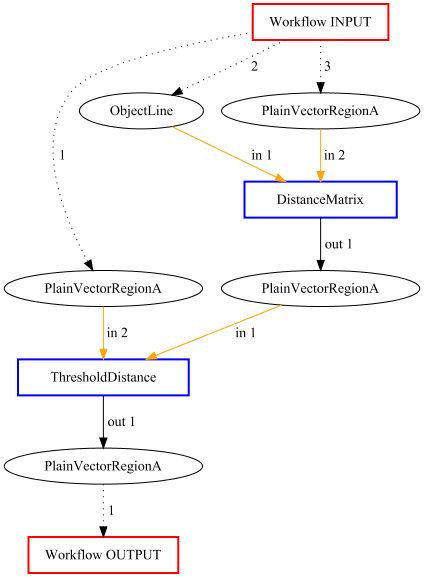 Workflow INPUT
2
3
ObjectLine
PlainVectorRegionA
1
in 1
in 2
DistanceMatrix
out 1
PlainVectorRegionA
PlainVectorRegionA
in 2
in 1
ThresholdDistance
out 1
PlainVectorRegionA
1
Workflow OUTPUT